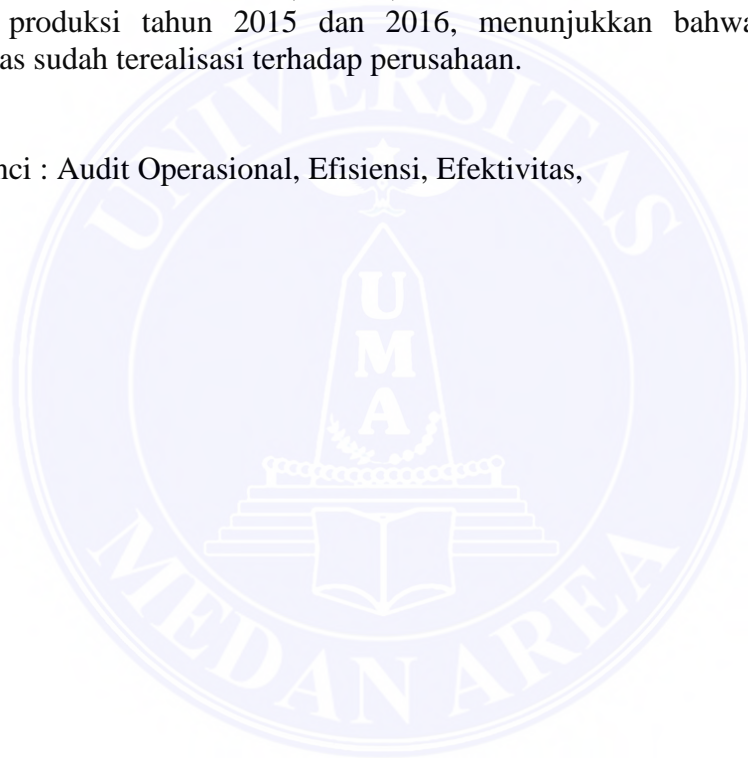 produksi tahun 2015 dan 2016, menunjukkan bahwa
as sudah terealisasi terhadap perusahaan.
nci : Audit Operasional, Efisiensi, Efektivitas,
UNIVERSITAS
U
M
A
MEDAN AREA